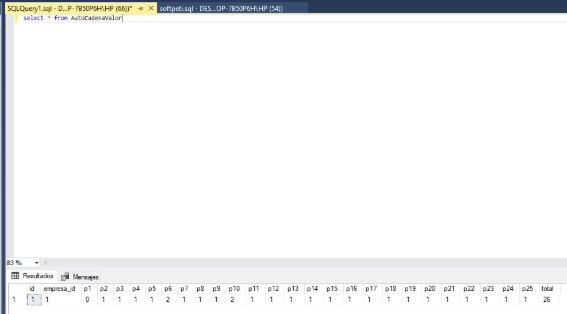 SQLQuery1.sql - D...P-7B50P6H\HP (66))* softpeti.sql - DES...OP-7B50P6H\HP (54))
select * from AutoCadenaValor
83 %
Resultados Mensajes
id empresa_id p1 p2 p3 p4 p5 p6 p7 p8 p9 p10 p11 p12 p13 p14 p15 p16 p17 p18 p19 p20 p21 p22 p23 p24 p25 total
1 1 1 0 1 1 1 1 2 1 1 1 2 1 1 1 1 1 1 1 1 1 1 1 1 1 1 1 26